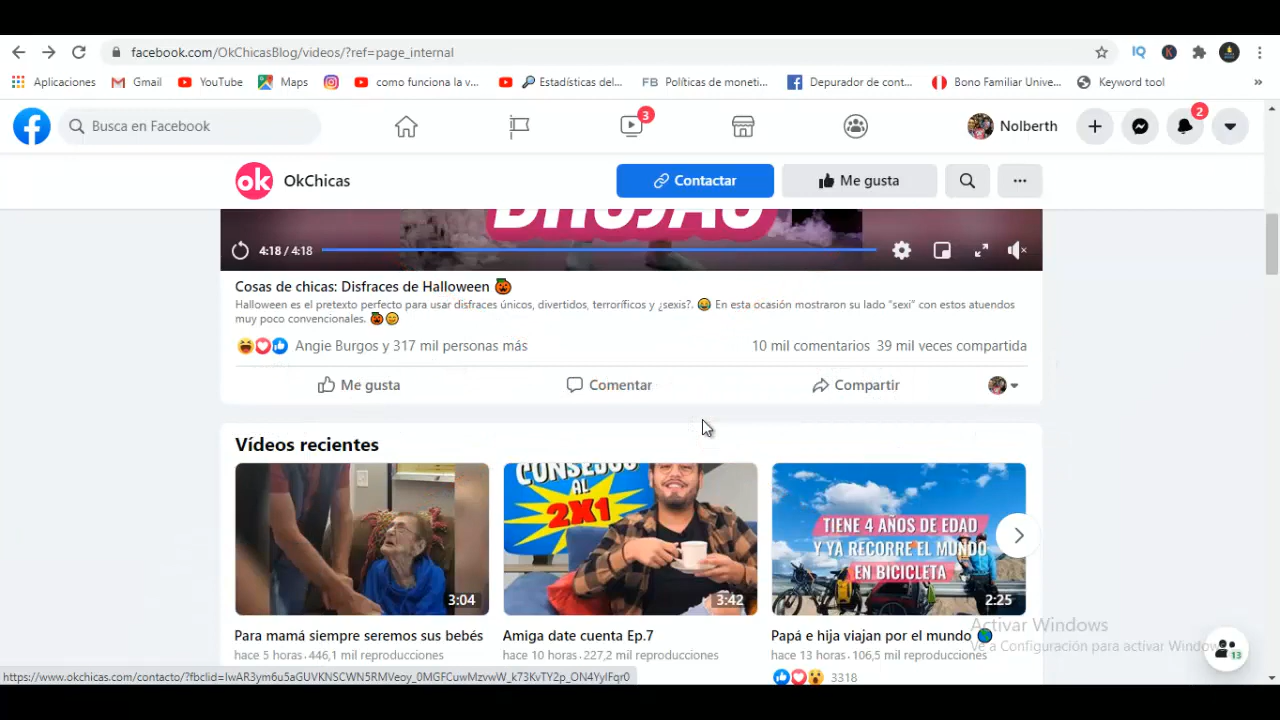 facebook.com/OkChicasBlog/videos/?ref=page_internal
Aplicaciones Gmail YouTube Maps como funciona la v... Estadísticas del... FB Políticas de moneti... Depurador de cont... Bono Familiar Unive... Keyword tool »
Busca en Facebook 3 Nolberth 2
ok OkChicas Contactar Me gusta ...
BRUJAS
4:18 / 4:18
Cosas de chicas: Disfraces de Halloween 🎃
Halloween es el pretexto perfecto para usar disfraces únicos, divertidos, terroríficos y ¿sexis?. 😂 En esta ocasión mostraron su lado "sexi" con estos atuendos
muy poco convencionales. 🎃😊
Angie Burgos y 317 mil personas más 10 mil comentarios 39 mil veces compartida
Me gusta Comentar Compartir
Vídeos recientes
CONSEJOS
AL
2X1
TIENE 4 AÑOS DE EDAD
Y YA RECORRE EL MUNDO
EN BICICLETA
3:04 3:42 2:25
Para mamá siempre seremos sus bebés Amiga date cuenta Ep.7 Papá e hija viajan por el mundo 🌎
hace 5 horas · 446,1 mil reproducciones hace 10 horas · 227,2 mil reproducciones hace 13 horas · 106,5 mil reproducciones
3318
Activar Windows
Ve a Configuración para activar Windows.
13